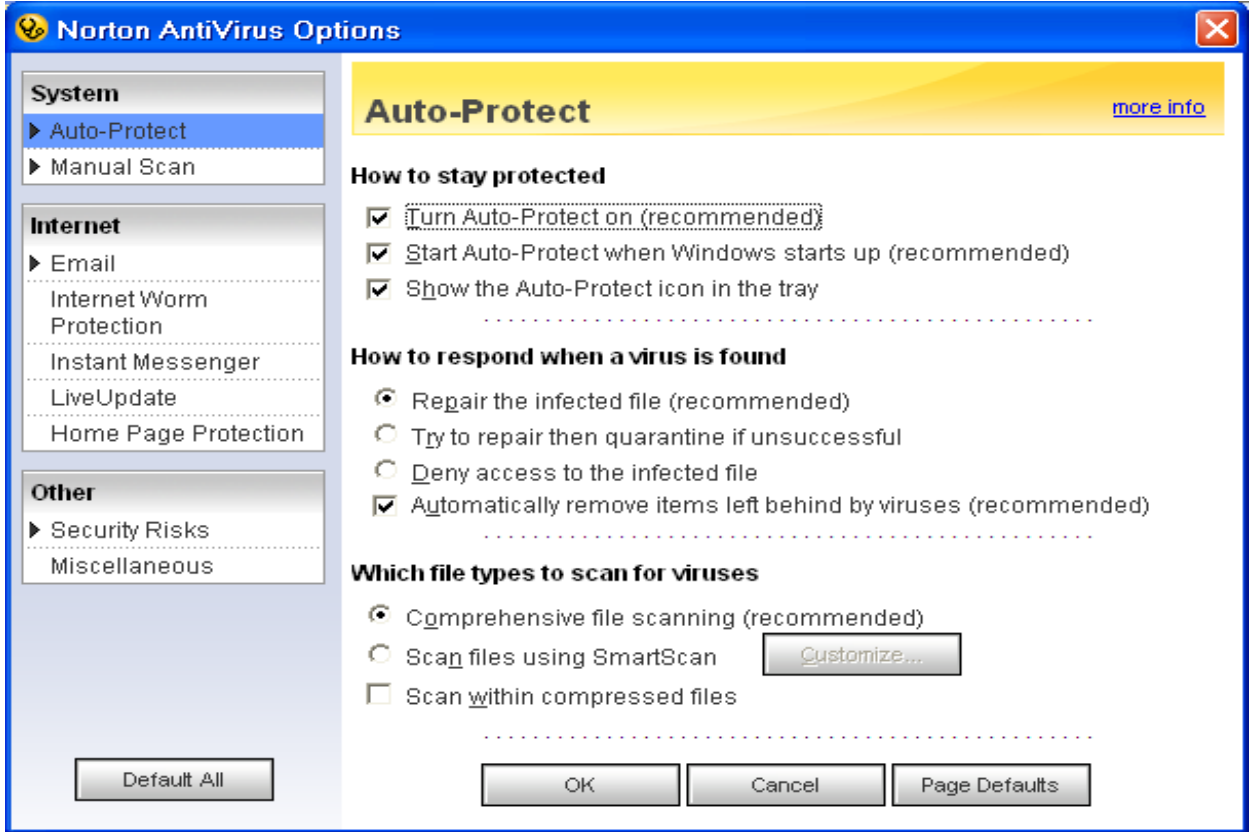 Norton AntiVirus Options
System
Auto-Protect
Manual Scan
Internet
Email
Internet Worm
Protection
Instant Messenger
LiveUpdate
Home Page Protection
Other
Security Risks
Miscellaneous
Default All
Auto-Protect
more info
How to stay protected
Turn Auto-Protect on (recommended)
Start Auto-Protect when Windows starts up (recommended)
Show the Auto-Protect icon in the tray
How to respond when a virus is found
Repair the infected file (recommended)
Try to repair then quarantine if unsuccessful
Deny access to the infected file
Automatically remove items left behind by viruses (recommended)
Which file types to scan for viruses
Comprehensive file scanning (recommended)
Scan files using SmartScan
Customize...
Scan within compressed files
OK
Cancel
Page Defaults